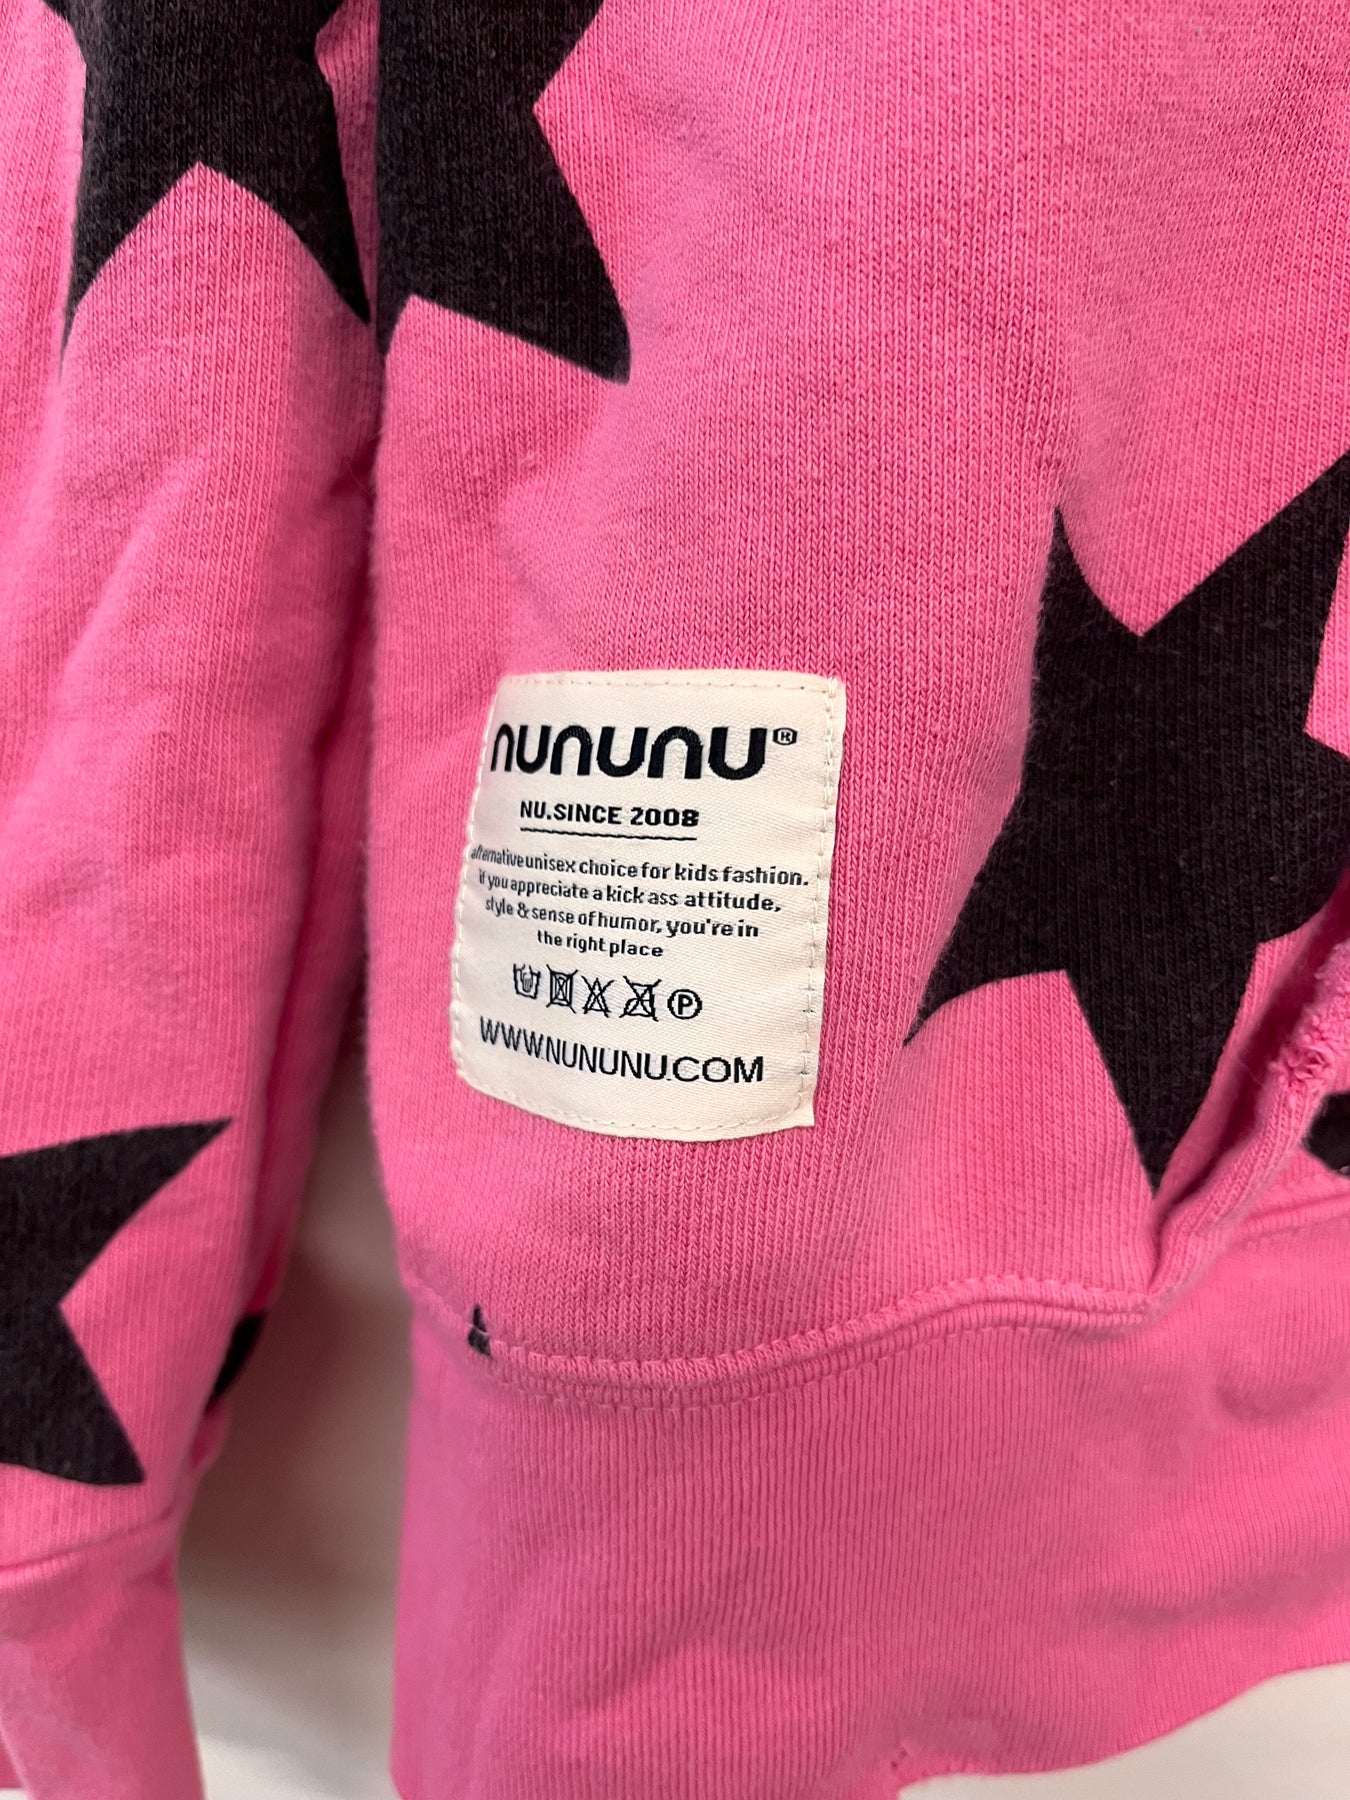 nununu®
NU.SINCE 2008
alternative unisex choice for kids fashion.
if you appreciate a kick ass attitude,
style & sense of humor, you're in
the right place
P
WWW.NUNUNU.COM